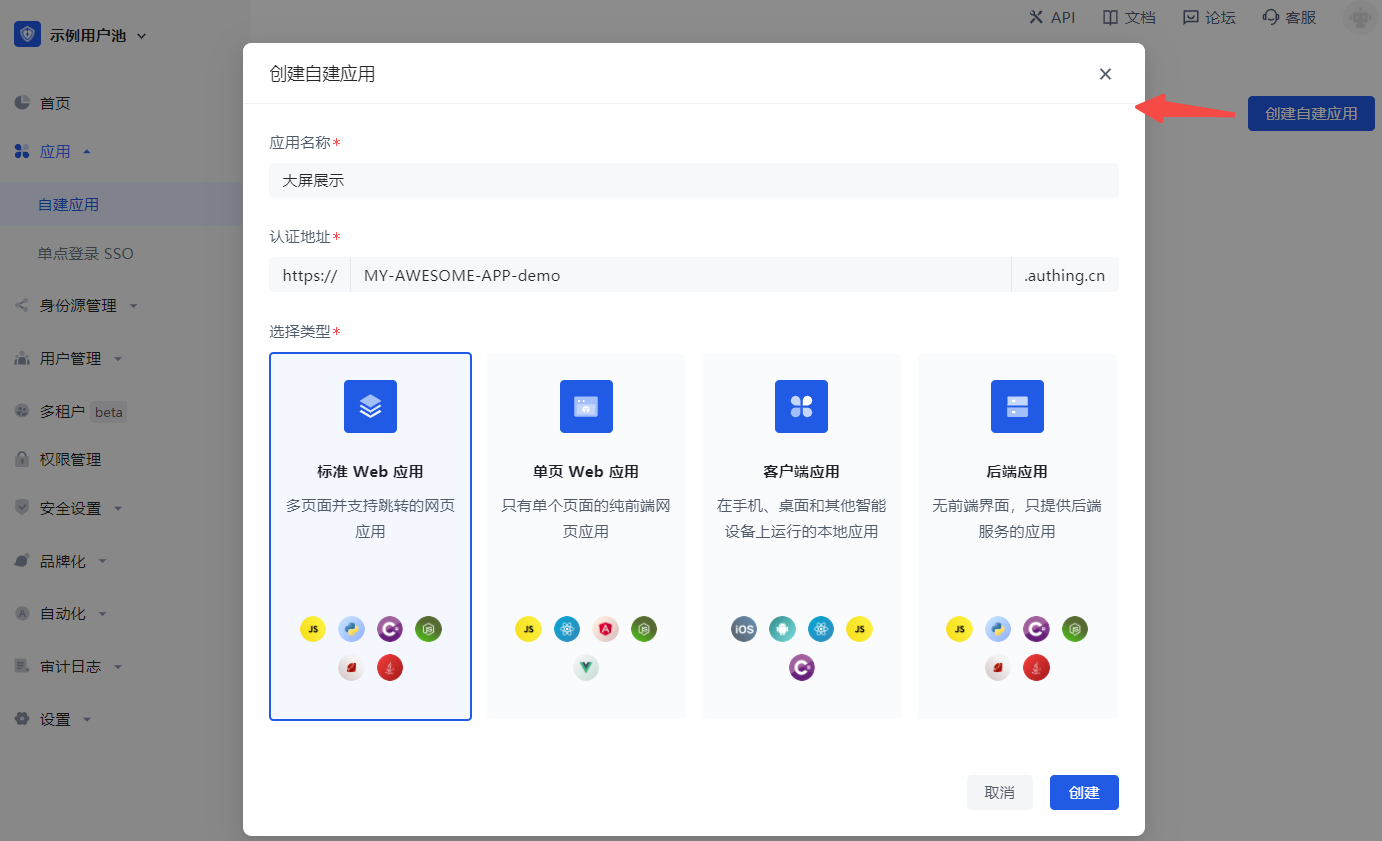 示例用户池
API
文档
论坛
客服
首页
应用
自建应用
单点登录 SSO
身份源管理
用户管理
多租户 beta
权限管理
安全设置
品牌化
自动化
审计日志
设置
创建自建应用
创建自建应用
应用名称*
大屏展示
认证地址*
https://
MY-AWESOME-APP-demo
.authing.cn
选择类型*
标准 Web 应用
多页面并支持跳转的网页
应用
JS
单页 Web 应用
只有单个页面的纯前端网
页应用
JS
客户端应用
在手机、桌面和其他智能
设备上运行的本地应用
iOS
JS
后端应用
无前端界面，只提供后端
服务的应用
JS
取消
创建